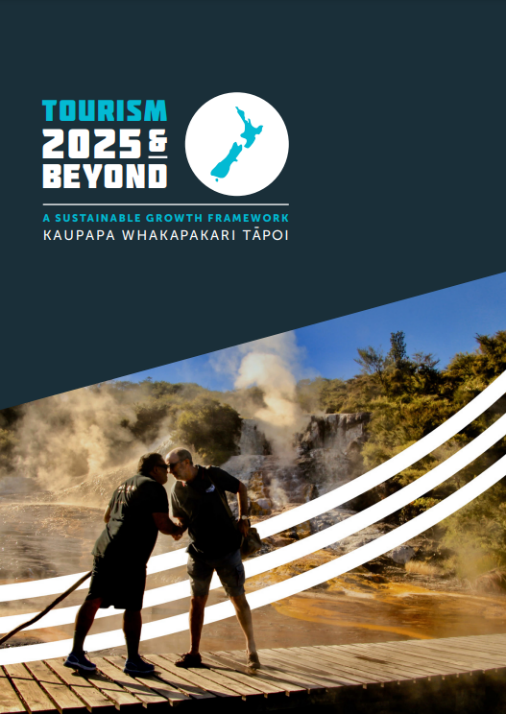 TOURISM
2025 &
BEYOND
A SUSTAINABLE GROWTH FRAMEWORK
KAUPAPA WHAKAPAKARI TĀPOI